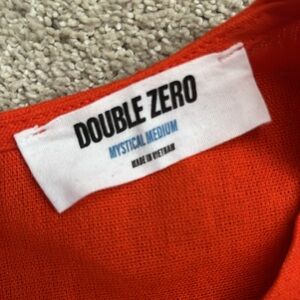 DOUBLE ZERO
MYSTICAL MEDIUM
MADE IN VIETNAM